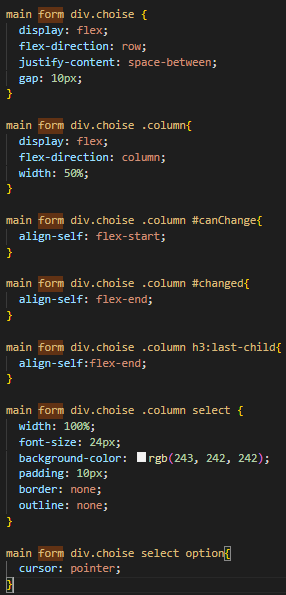 main form div.choise {
display: flex;
flex-direction: row;
justify-content: space-between;
gap: 10px;
}
main form div.choise .column{
display: flex;
flex-direction: column;
width: 50%;
}
main form div.choise .column #canChange{
align-self: flex-start;
}
main form div.choise .column #changed{
align-self: flex-end;
}
main form div.choise .column h3:last-child{
align-self:flex-end;
}
main form div.choise .column select {
width: 100%;
font-size: 24px;
background-color: rgb(243, 242, 242);
padding: 10px;
border: none;
outline: none;
}
main form div.choise select option{
cursor: pointer;
}